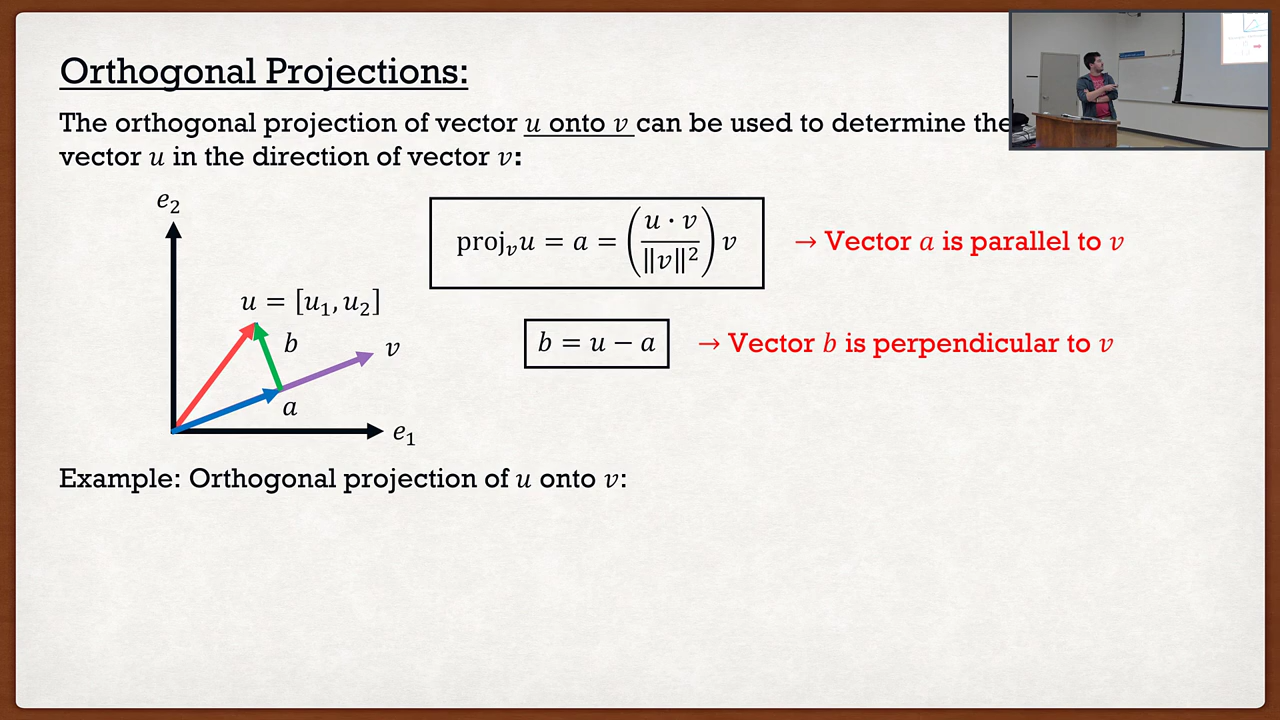 Orthogonal Projections:
The orthogonal projection of vector u onto v can be used to determine the
vector u in the direction of vector v:
e₂
projᵥu = a = (u · v / ‖v‖²) v → Vector a is parallel to v
u = [u₁, u₂]
b = u − a → Vector b is perpendicular to v
b
v
a
e₁
Example: Orthogonal projection of u onto v: